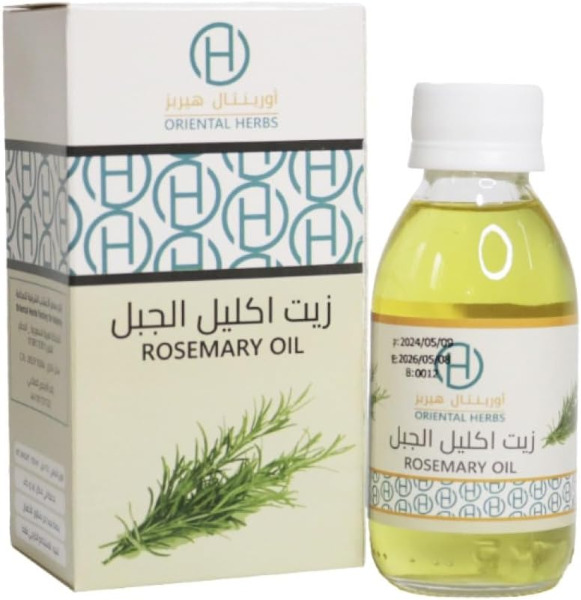 أورينتال هيربز
ORIENTAL HERBS
زيت اكليل الجبل
ROSEMARY OIL
P:2024/05/09
E:2026/05/08
B:0012
أورينتال هيربز
ORIENTAL HERBS
زيت اكليل الجبل
ROSEMARY OIL